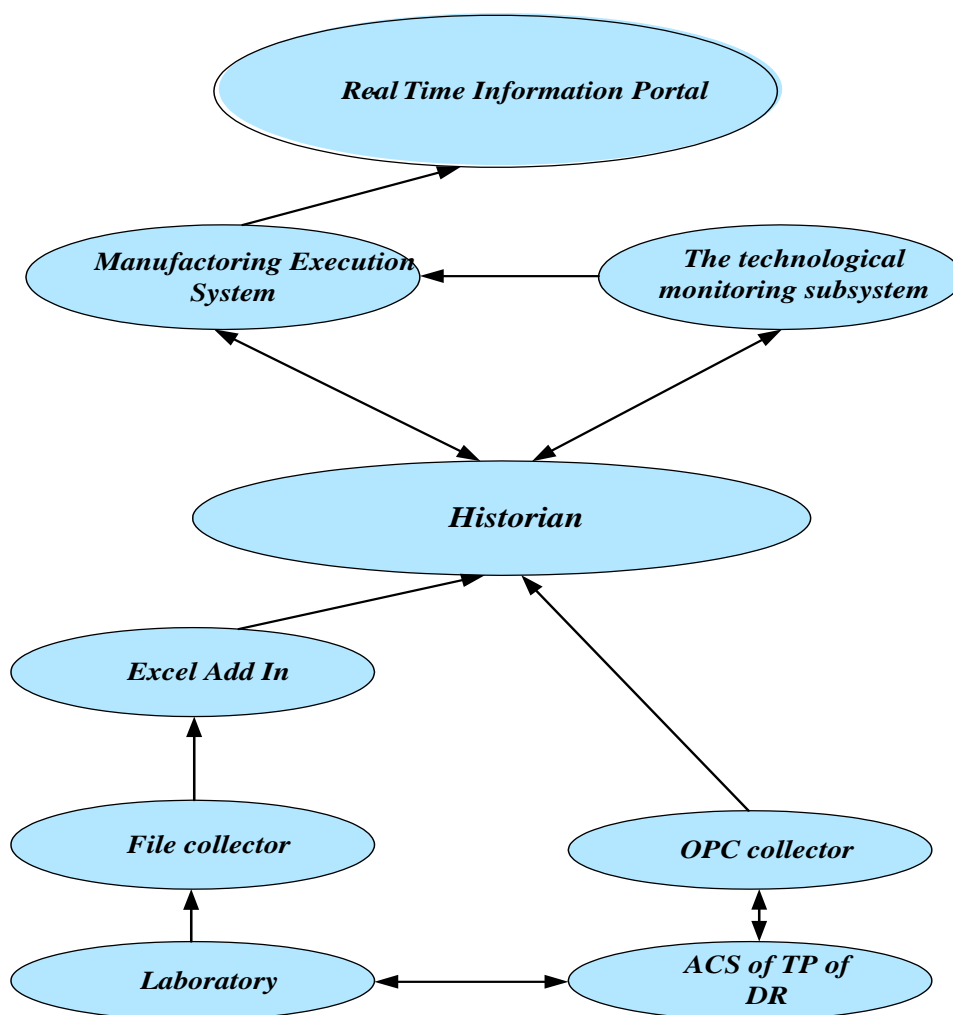 Real Time Information Portal
Manufactoring Execution
System
The technological
monitoring subsystem
Historian
Excel Add In
File collector
OPC collector
Laboratory
ACS of TP of
DR